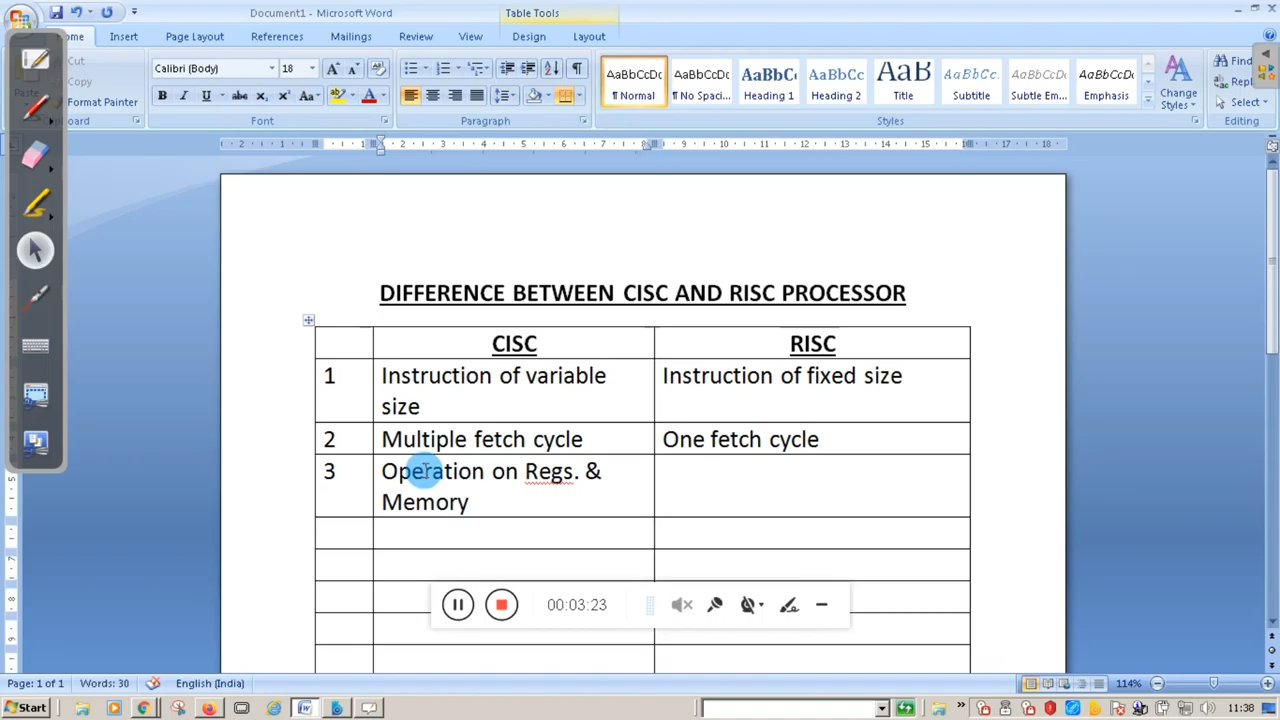 Document1 - Microsoft Word
Table Tools
Home Insert Page Layout References Mailings Review View Design Layout
Cut
Copy
Paste
Format Painter
Calibri (Body) 18
AaBbCcDc AaBbCcDc AaBbCc AaBbCc AaB AaBbCc. AaBbCcDc AaBbCcDc
¶ Normal ¶ No Spaci... Heading 1 Heading 2 Title Subtitle Subtle Em... Emphasis
Change Styles
Find
Repl
Select
Font Paragraph Styles Editing
DIFFERENCE BETWEEN CISC AND RISC PROCESSOR
CISC RISC
1 Instruction of variable Instruction of fixed size
size
2 Multiple fetch cycle One fetch cycle
3 Operation on Regs. &
Memory
00:03:23
Page: 1 of 1 Words: 30 English (India) 114%
Start 11:38